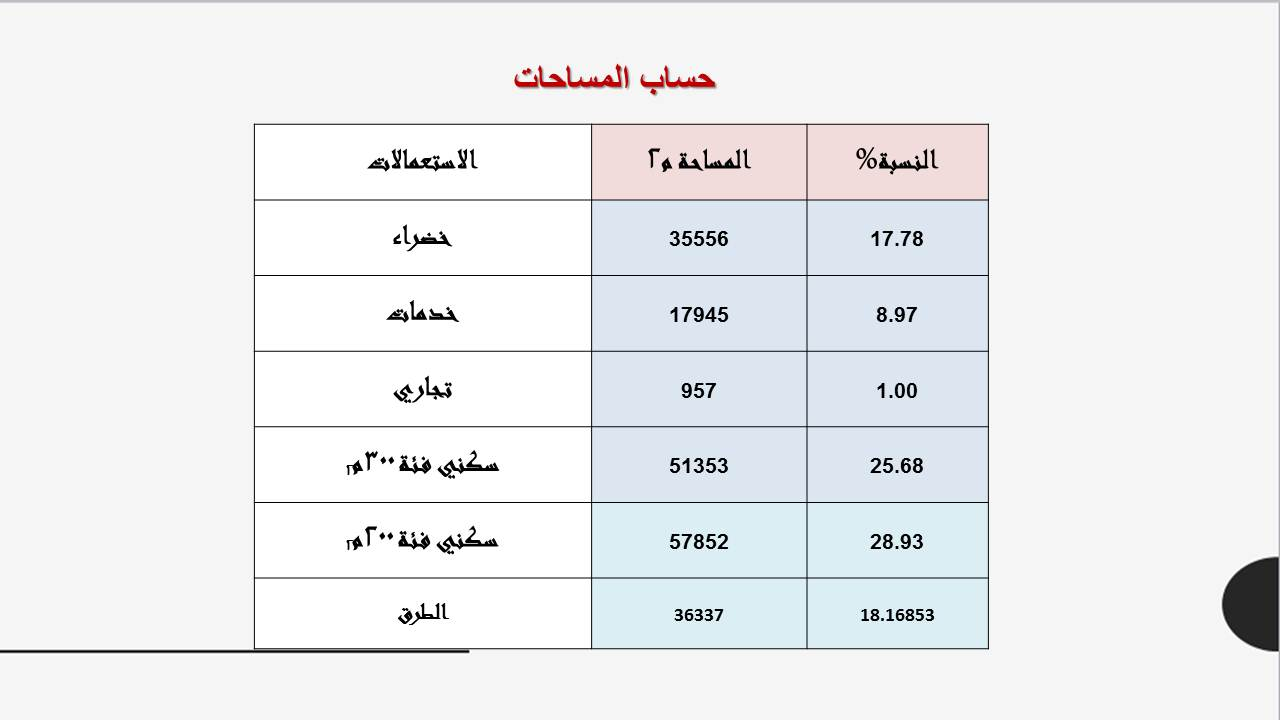 حساب المساحات
الاستعمالات المساحة م٢ النسبة%
خضراء 35556 17.78
خدمات 17945 8.97
تجاري 957 1.00
سكني فئة ٣٠٠م٢ 51353 25.68
سكني فئة ٢٠٠م٢ 57852 28.93
الطرق 36337 18.16853